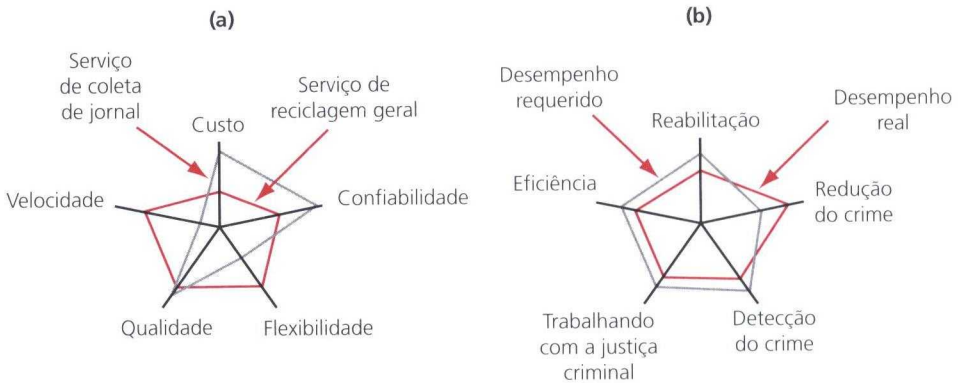 (a)
Serviço
de coleta
de jornal
Serviço de
reciclagem geral
Custo
Velocidade
Confiabilidade
Qualidade
Flexibilidade
(b)
Desempenho
requerido
Desempenho
real
Reabilitação
Eficiência
Redução
do crime
Trabalhando
com a justiça
criminal
Detecção
do crime